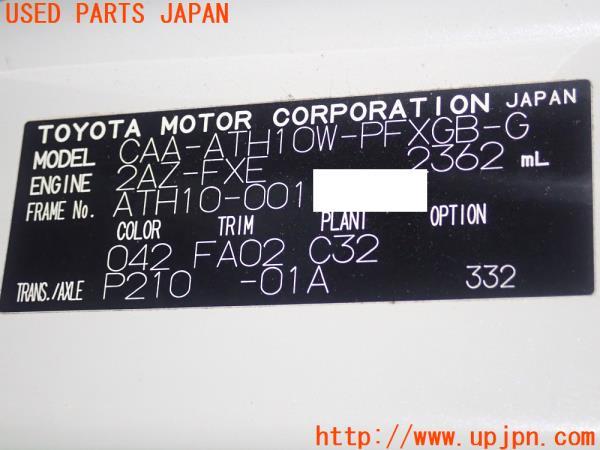 USED PARTS JAPAN
TOYOTA MOTOR CORPORATION JAPAN
MODEL CAA-ATH10W-PFXGB-G
ENGINE 2AZ-FXE 2362 mL
FRAME No. ATH10-001
COLOR TRIM PLANT OPTION
042 FA02 C32
TRANS./AXLE P210 -01A 332
http://www.upjpn.com/